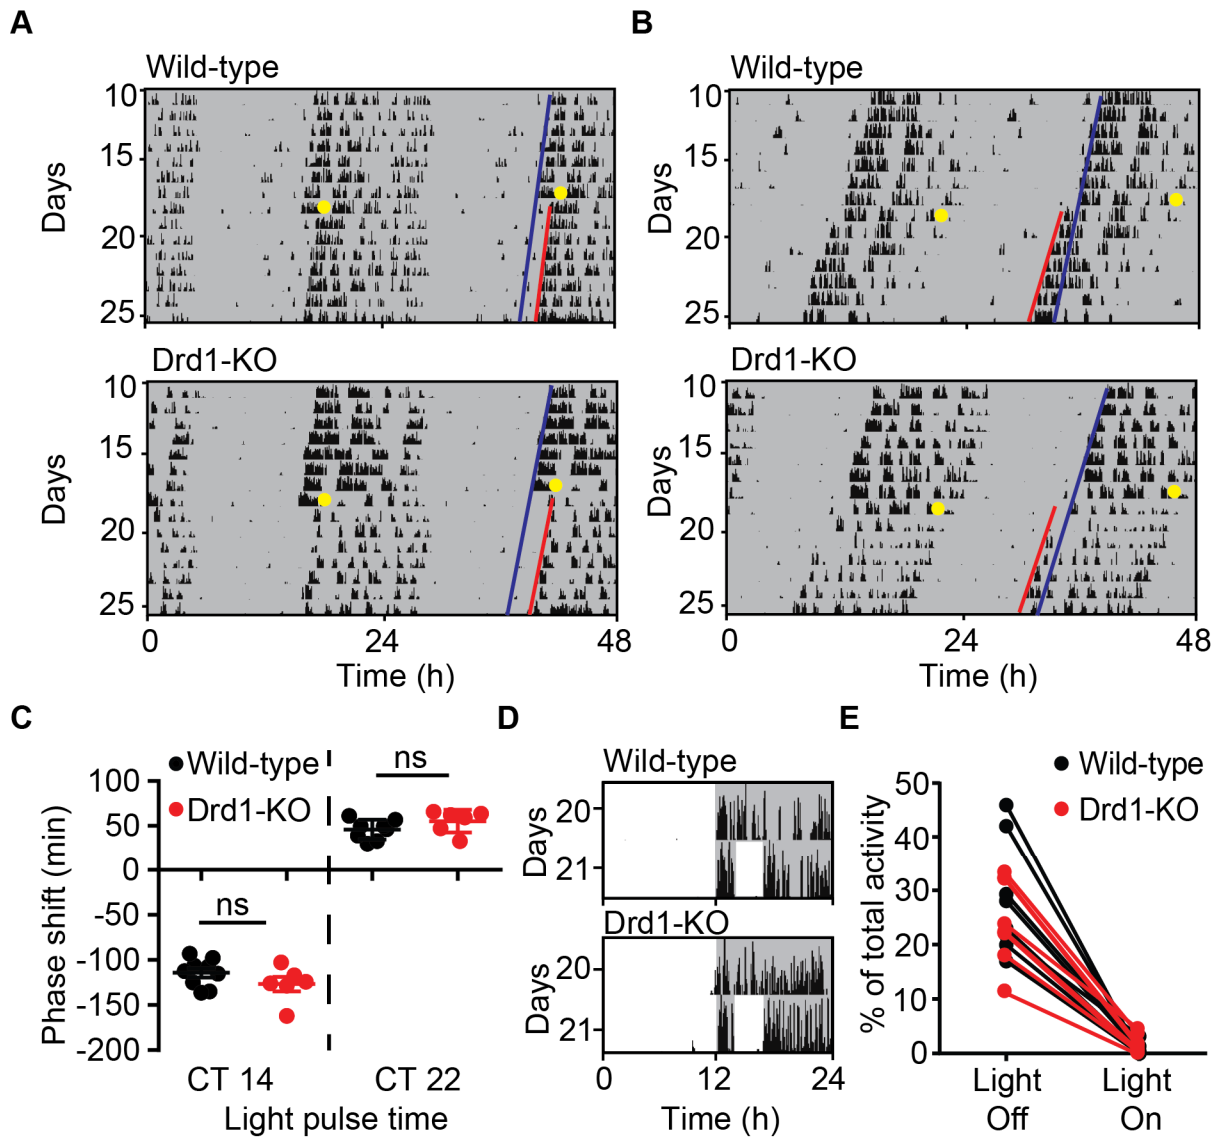 A
B
Wild-type
Wild-type
10
15
20
25
Days
10
15
20
25
Days
Drd1-KO
Drd1-KO
10
15
20
25
Days
10
15
20
25
Days
0
24
48
0
24
48
Time (h)
Time (h)
C
D
E
Wild-type
Drd1-KO
ns
ns
100
50
0
-50
-100
-150
-200
Phase shift (min)
CT 14
CT 22
Light pulse time
Wild-type
20
21
Days
Drd1-KO
20
21
Days
0
12
24
Time (h)
Wild-type
Drd1-KO
50
40
30
20
10
0
% of total activity
Light
Off
Light
On